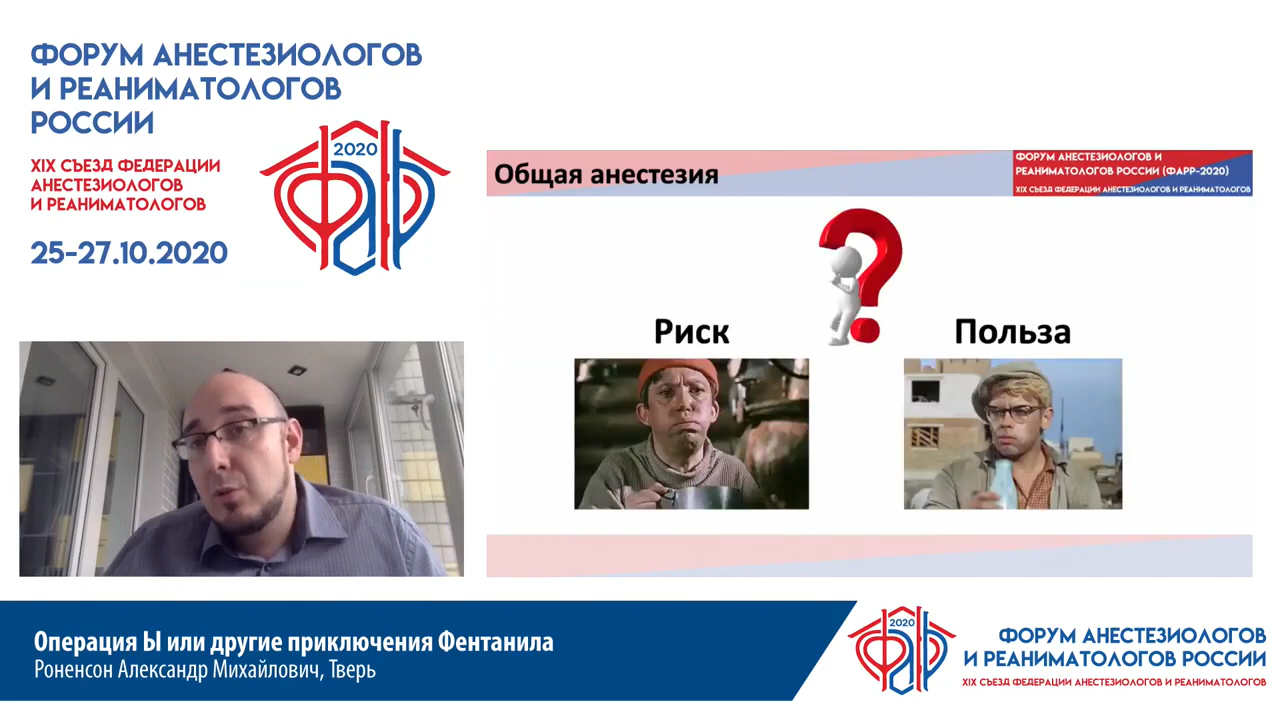 ФОРУМ АНЕСТЕЗИОЛОГОВ
И РЕАНИМАТОЛОГОВ
РОССИИ
XIX СЪЕЗД ФЕДЕРАЦИИ
АНЕСТЕЗИОЛОГОВ
И РЕАНИМАТОЛОГОВ
25-27.10.2020
2020
ФАР
Общая анестезия
ФОРУМ АНЕСТЕЗИОЛОГОВ И
РЕАНИМАТОЛОГОВ РОССИИ (ФАРР-2020)
XIX СЪЕЗД ФЕДЕРАЦИИ АНЕСТЕЗИОЛОГОВ И РЕАНИМАТОЛОГОВ
?
Риск
Польза
Операция Ы или другие приключения Фентанила
Роненсон Александр Михайлович, Тверь
2020
ФАР
ФОРУМ АНЕСТЕЗИОЛОГОВ
И РЕАНИМАТОЛОГОВ РОССИИ
XIX СЪЕЗД ФЕДЕРАЦИИ АНЕСТЕЗИОЛОГОВ И РЕАНИМАТОЛОГОВ